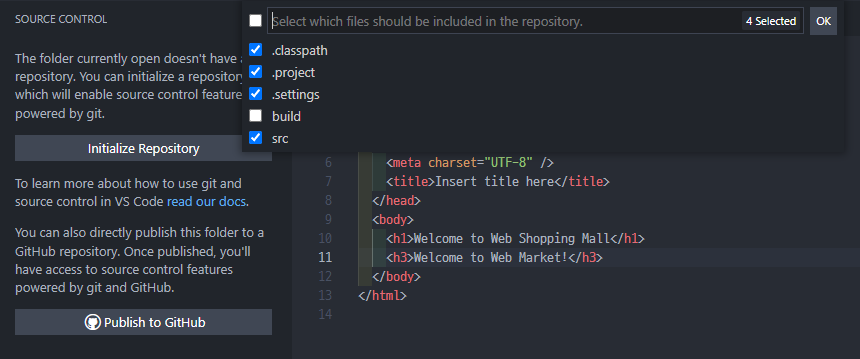 SOURCE CONTROL
The folder currently open doesn't have a
repository. You can initialize a repository
which will enable source control features
powered by git.
Initialize Repository
To learn more about how to use git and
source control in VS Code read our docs.
You can also directly publish this folder to a
GitHub repository. Once published, you'll
have access to source control features
powered by git and GitHub.
Publish to GitHub
Select which files should be included in the repository.
4 Selected
OK
.classpath
.project
.settings
build
src
6 <meta charset="UTF-8" />
7 <title>Insert title here</title>
8 </head>
9 <body>
10 <h1>Welcome to Web Shopping Mall</h1>
11 <h3>Welcome to Web Market!</h3>
12 </body>
13 </html>
14